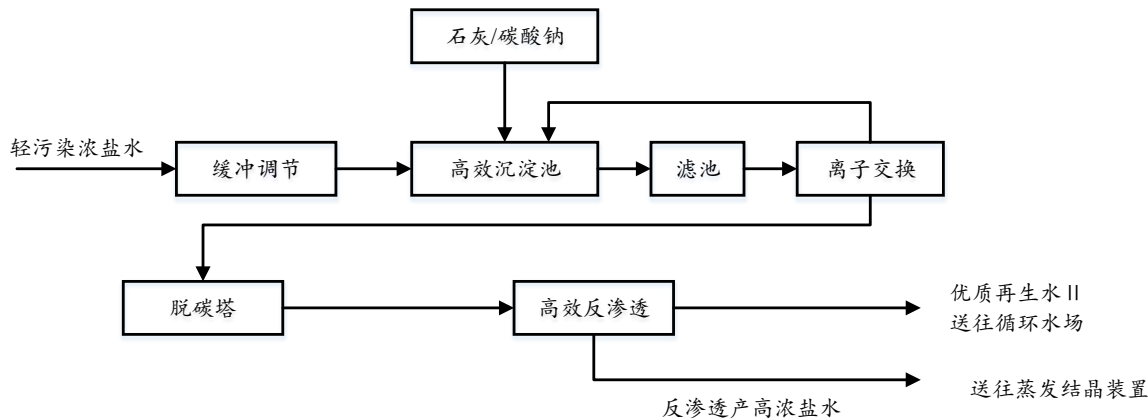 石灰/碳酸钠
轻污染浓盐水
缓冲调节
高效沉淀池
滤池
离子交换
脱碳塔
高效反渗透
优质再生水Ⅱ
送往循环水场
送往蒸发结晶装置
反渗透产高浓盐水